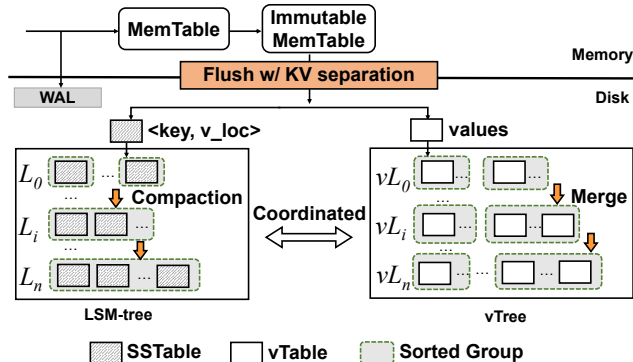 MemTable
Immutable
MemTable
Memory
Flush w/ KV separation
WAL
Disk
<key, v_loc>
values
L0
...
...
Compaction
Li
...
...
Ln
...
LSM-tree
Coordinated
vL0
...
...
...
Merge
vLi
...
...
...
vLn
...
...
...
vTree
SSTable
vTable
Sorted Group